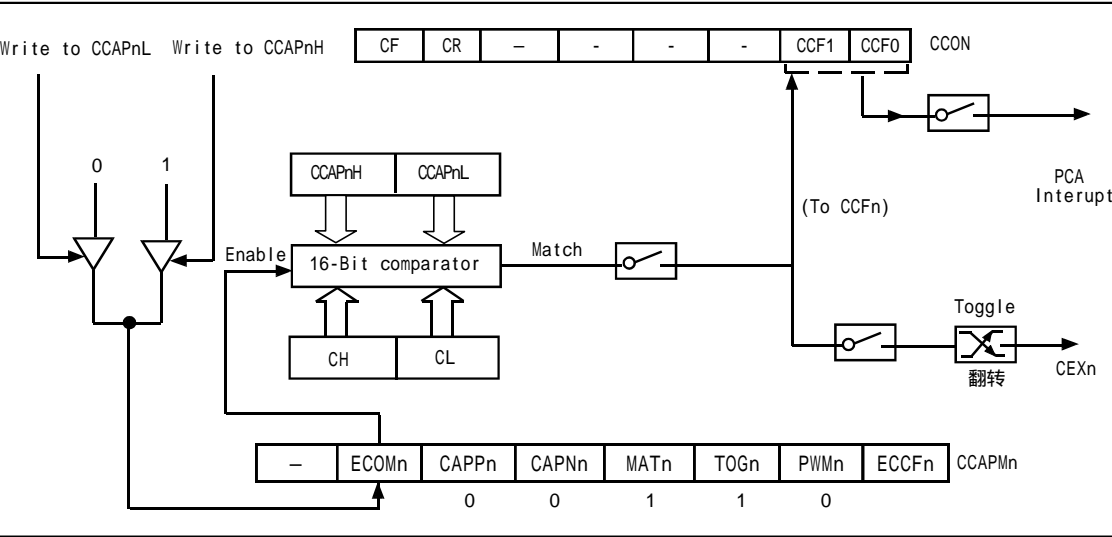 Write to CCAPnL Write to CCAPnH
CF CR – - - - CCF1 CCF0 CCON
0 1
CCAPnH CCAPnL
PCA
Interupt
(To CCFn)
Enable 16-Bit comparator Match
Toggle
CH CL
翻转
CEXn
– ECOMn CAPPn CAPNn MATn TOGn PWMn ECCFn CCAPMn
0 0 1 1 0